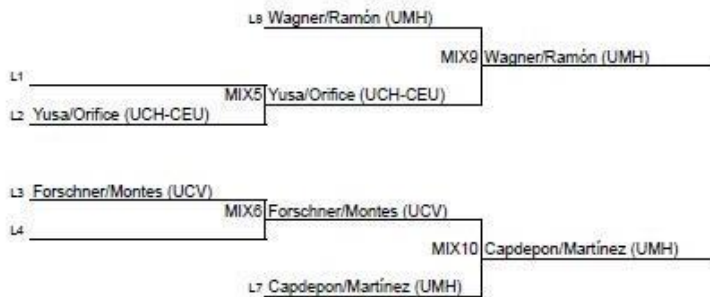 L8 Wagner/Ramón (UMH)
MIX9 Wagner/Ramón (UMH)
L1
MIX5 Yusa/Orifice (UCH-CEU)
L2 Yusa/Orifice (UCH-CEU)
L3 Forschner/Montes (UCV)
MIX6 Forschner/Montes (UCV)
L4
MIX10 Capdepon/Martínez (UMH)
L7 Capdepon/Martínez (UMH)